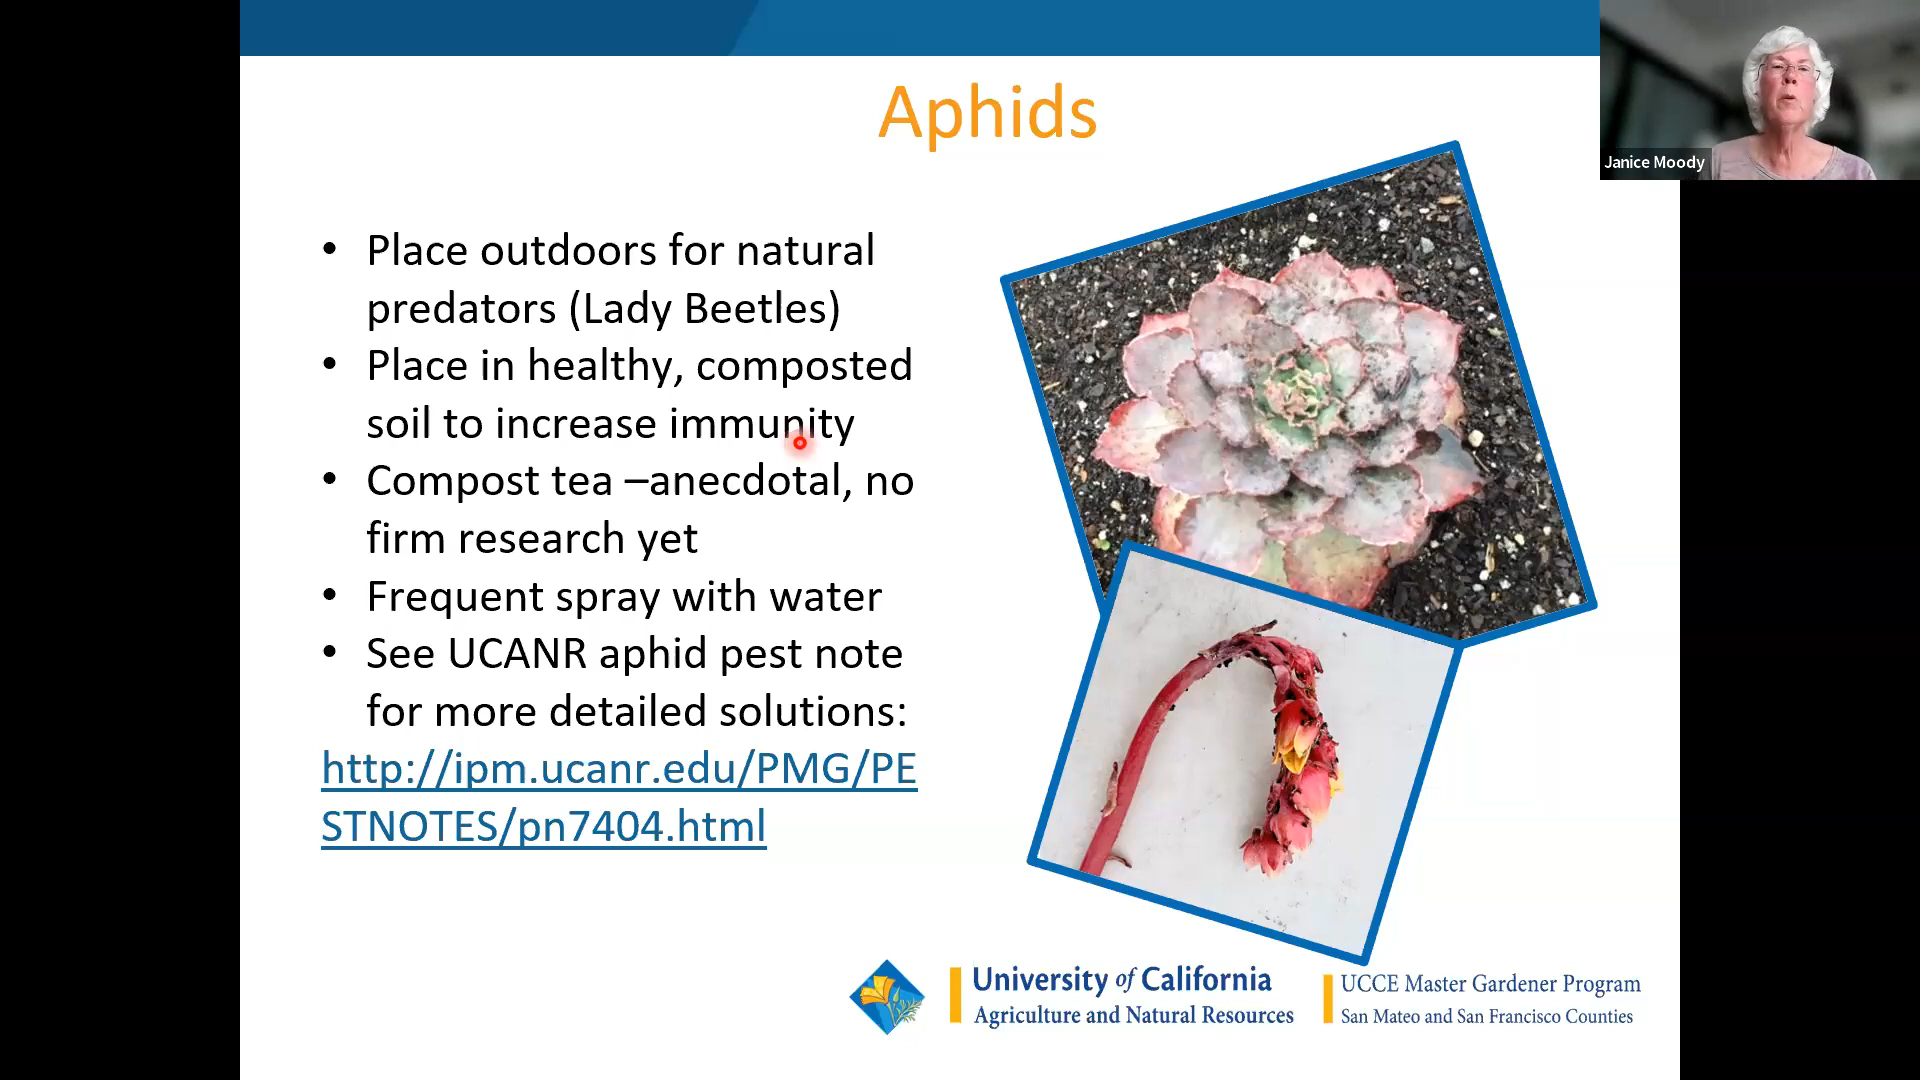 Aphids
Janice Moody
• Place outdoors for natural
predators (Lady Beetles)
• Place in healthy, composted
soil to increase immunity
• Compost tea –anecdotal, no
firm research yet
• Frequent spray with water
• See UCANR aphid pest note
for more detailed solutions:
http://ipm.ucanr.edu/PMG/PE
STNOTES/pn7404.html
University of California
Agriculture and Natural Resources
UCCE Master Gardener Program
San Mateo and San Francisco Counties